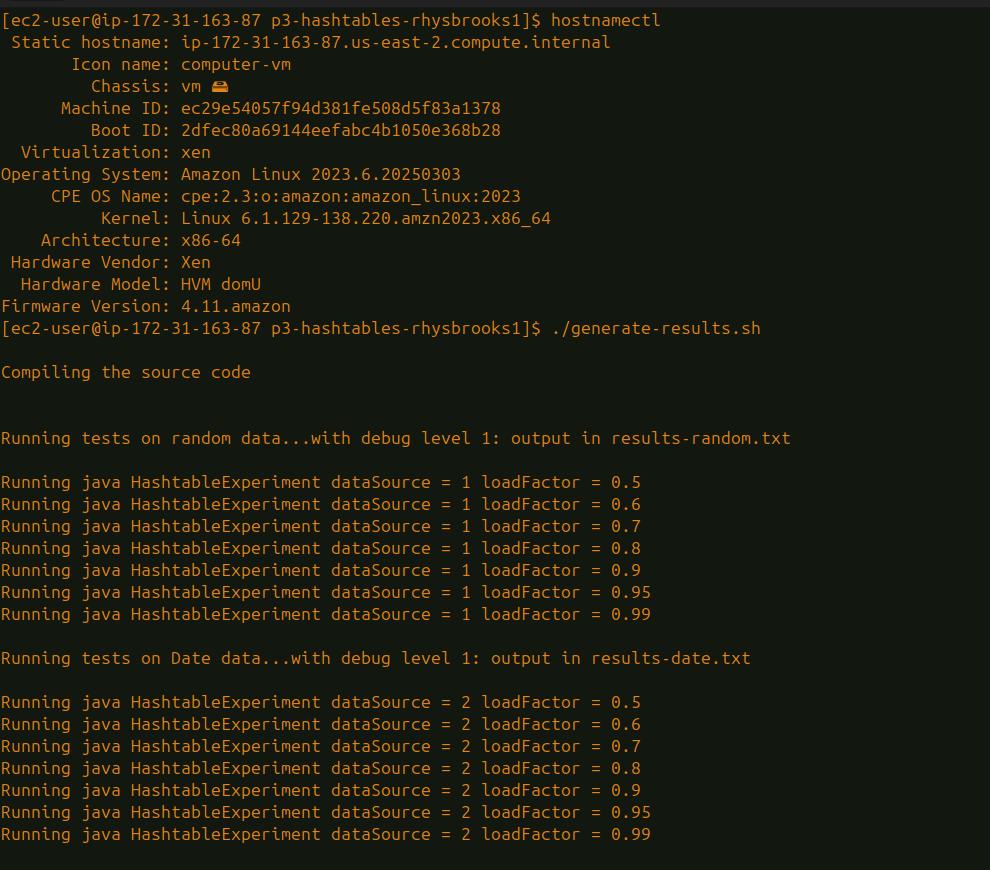 [ec2-user@ip-172-31-163-87 p3-hashtables-rhysbrooks1]$ hostnamectl
Static hostname: ip-172-31-163-87.us-east-2.compute.internal
Icon name: computer-vm
Chassis: vm 🖴
Machine ID: ec29e54057f94d381fe508d5f83a1378
Boot ID: 2dfec80a69144eefabc4b1050e368b28
Virtualization: xen
Operating System: Amazon Linux 2023.6.20250303
CPE OS Name: cpe:2.3:o:amazon:amazon_linux:2023
Kernel: Linux 6.1.129-138.220.amzn2023.x86_64
Architecture: x86-64
Hardware Vendor: Xen
Hardware Model: HVM domU
Firmware Version: 4.11.amazon
[ec2-user@ip-172-31-163-87 p3-hashtables-rhysbrooks1]$ ./generate-results.sh
Compiling the source code
Running tests on random data...with debug level 1: output in results-random.txt
Running java HashtableExperiment dataSource = 1 loadFactor = 0.5
Running java HashtableExperiment dataSource = 1 loadFactor = 0.6
Running java HashtableExperiment dataSource = 1 loadFactor = 0.7
Running java HashtableExperiment dataSource = 1 loadFactor = 0.8
Running java HashtableExperiment dataSource = 1 loadFactor = 0.9
Running java HashtableExperiment dataSource = 1 loadFactor = 0.95
Running java HashtableExperiment dataSource = 1 loadFactor = 0.99
Running tests on Date data...with debug level 1: output in results-date.txt
Running java HashtableExperiment dataSource = 2 loadFactor = 0.5
Running java HashtableExperiment dataSource = 2 loadFactor = 0.6
Running java HashtableExperiment dataSource = 2 loadFactor = 0.7
Running java HashtableExperiment dataSource = 2 loadFactor = 0.8
Running java HashtableExperiment dataSource = 2 loadFactor = 0.9
Running java HashtableExperiment dataSource = 2 loadFactor = 0.95
Running java HashtableExperiment dataSource = 2 loadFactor = 0.99